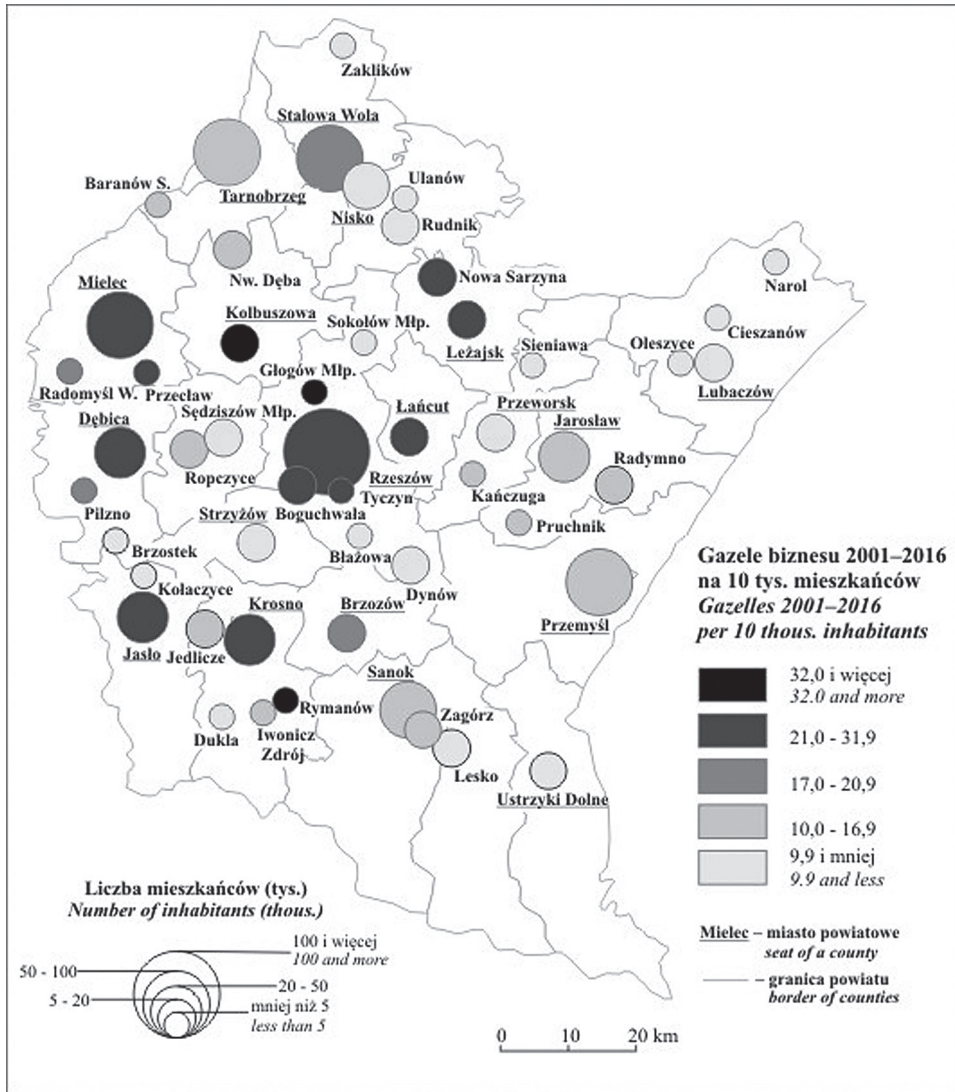 Zaklików
Stalowa Wola
Baranów S.
Tarnobrzeg
Ulanów
Nisko
Rudnik
Nw. Dęba
Nowa Sarzyna
Narol
Mielec
Kolbuszowa
Sokołów Młp.
Leżajsk
Sieniawa
Oleszyce
Cieszanów
Lubaczów
Głogów Młp.
Radomyśl W.
Przecław
Dębica
Sędziszów Młp.
Łańcut
Przeworsk
Jarosław
Radymno
Ropczyce
Rzeszów
Tyczyn
Kańczuga
Pilzno
Strzyżów
Boguchwała
Pruchnik
Brzostek
Błażowa
Kołaczyce
Dynów
Krosno
Brzozów
Przemyśl
Jasło
Jedlicze
Sanok
Zagórz
Rymanów
Dukla
Iwonicz
Zdrój
Lesko
Ustrzyki Dolne
Gazele biznesu 2001–2016
na 10 tys. mieszkańców
Gazelles 2001–2016
per 10 thous. inhabitants
32,0 i więcej
32.0 and more
21,0 - 31,9
17,0 - 20,9
10,0 - 16,9
9,9 i mniej
9.9 and less
Mielec – miasto powiatowe
seat of a county
– granica powiatu
border of counties
Liczba mieszkańców (tys.)
Number of inhabitants (thous.)
100 i więcej
100 and more
50 - 100
20 - 50
5 - 20
mniej niż 5
less than 5
0 10 20 km